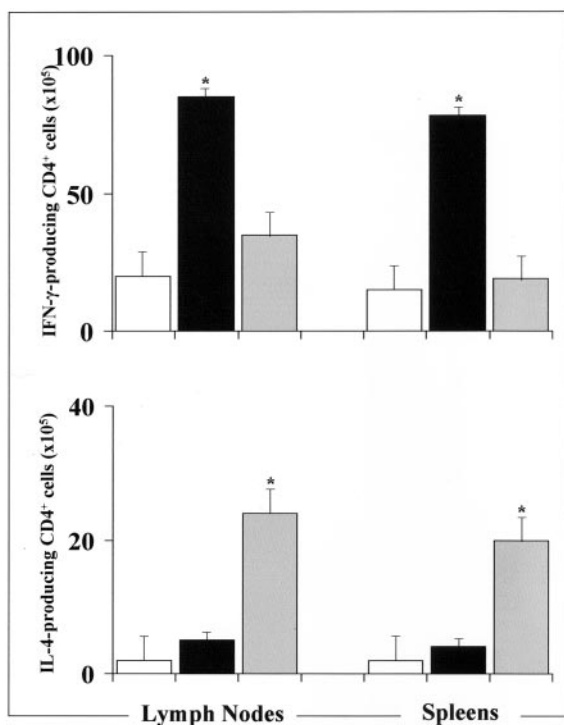 IFN-γ-producing CD4⁺ cells (x10⁵)
100
50
0
*
*
IL-4-producing CD4⁺ cells (x10⁵)
40
20
0
*
*
Lymph Nodes
Spleens